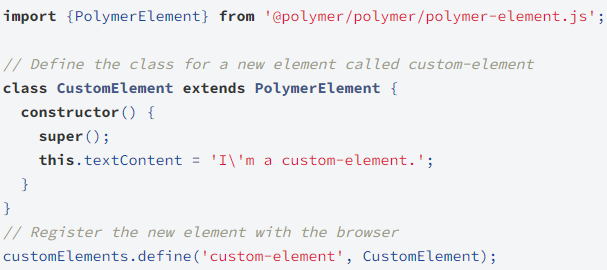 import {PolymerElement} from '@polymer/polymer/polymer-element.js';
// Define the class for a new element called custom-element
class CustomElement extends PolymerElement {
constructor() {
super();
this.textContent = 'I\'m a custom-element.';
}
}
// Register the new element with the browser
customElements.define('custom-element', CustomElement);